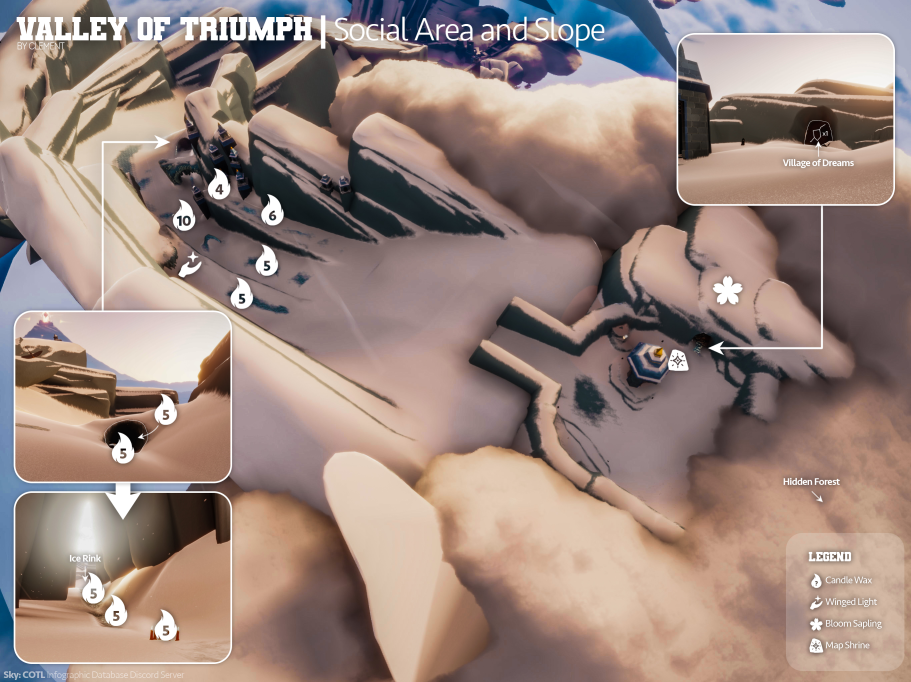 VALLEY OF TRIUMPH | Social Area and Slope
BY CLEMENT
Village of Dreams
4
10
6
5
5
5
5
Ice Rink
5
5
5
Hidden Forest
LEGEND
Candle Wax
Winged Light
Bloom Sapling
Map Shrine
Sky: COTL Infographic Database Discord Server